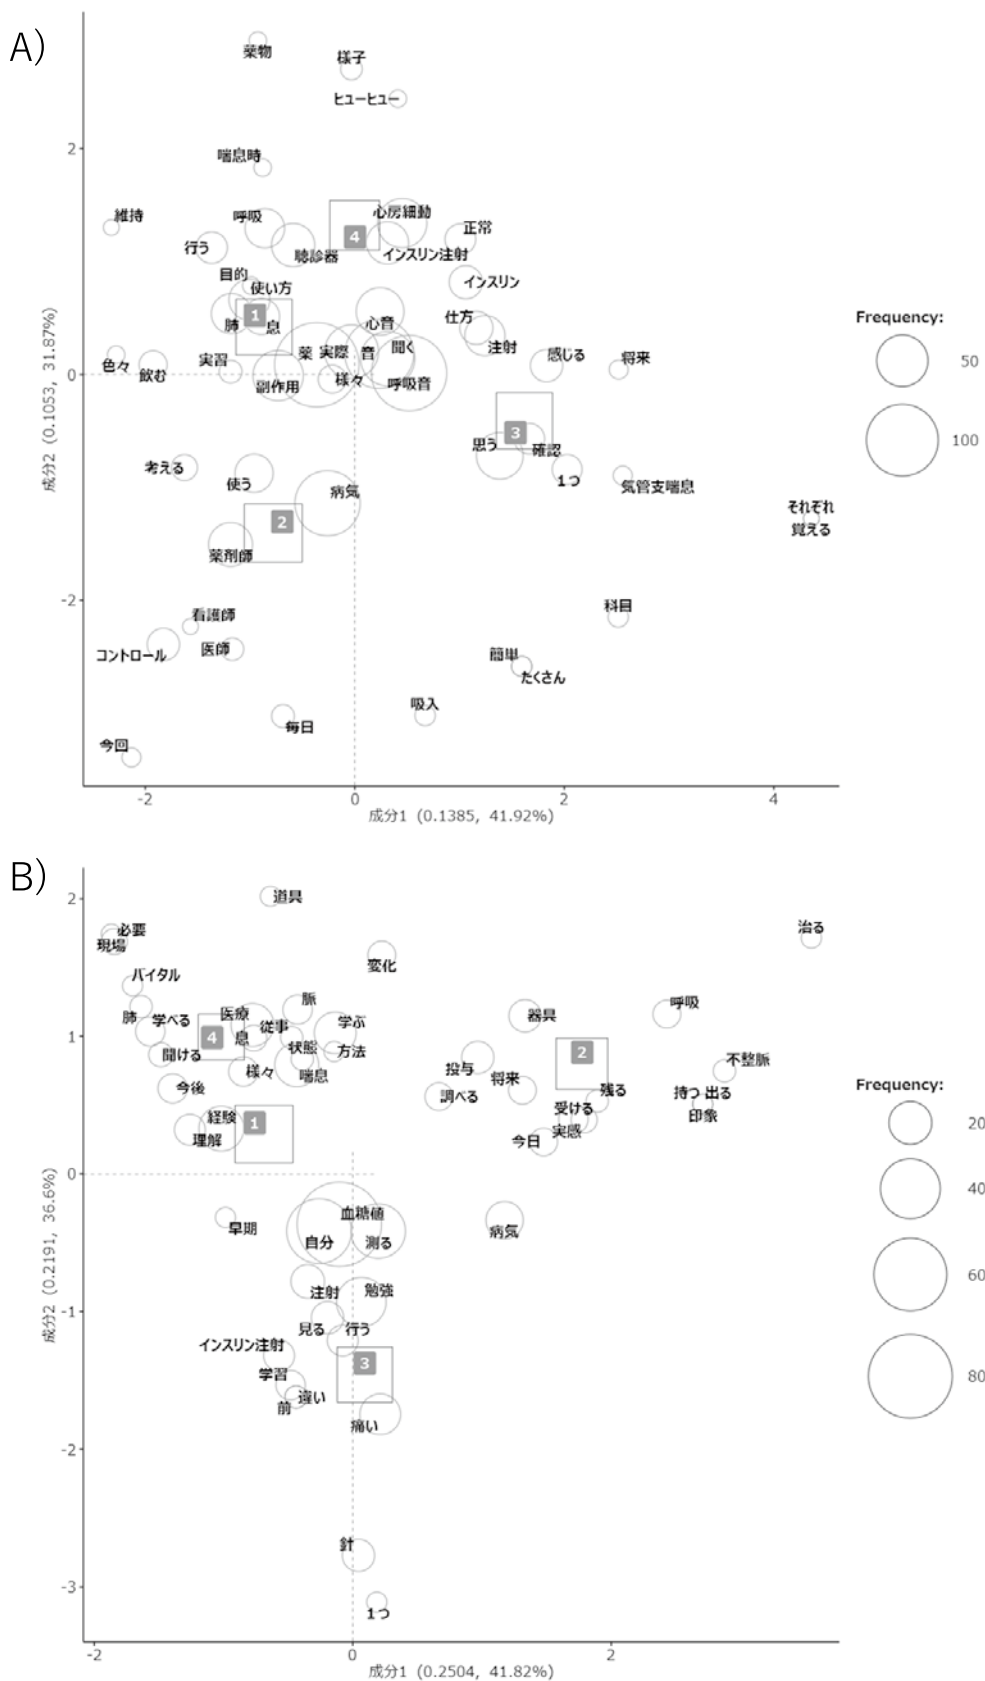 A)
薬物
様子
ヒューヒュー
喘息時
維持
呼吸
心房細動
正常
行う
聴診器
4
インスリン注射
目的
使い方
インスリン
肺
1
息
心音
仕方
注射
色々
飲む
実習
薬
実際
音
聞く
感じる
将来
副作用
様々
呼吸音
3
思う
確認
考える
使う
病気
1つ
気管支喘息
それぞれ
覚える
2
薬剤師
看護師
科目
コントロール
医師
簡単
たくさん
吸入
毎日
今回
2
0
-2
-2
0
2
4
成分1 (0.1385, 41.92%)
成分2 (0.1053, 31.87%)
Frequency:
50
100
B)
道具
必要
現場
治る
変化
バイタル
脈
呼吸
肺
学べる
医療
従事
学ぶ
器具
4
息
状態
方法
2
聞ける
投与
不整脈
様々
喘息
将来
残る
持つ
出る
今後
調べる
受ける
印象
経験
1
実感
理解
今日
早期
血糖値
自分
測る
病気
注射
勉強
見る
行う
インスリン注射
3
学習
違い
前
痛い
針
1つ
2
1
0
-1
-2
-3
-2
0
2
成分1 (0.2504, 41.82%)
成分2 (0.2191, 36.6%)
Frequency:
20
40
60
80